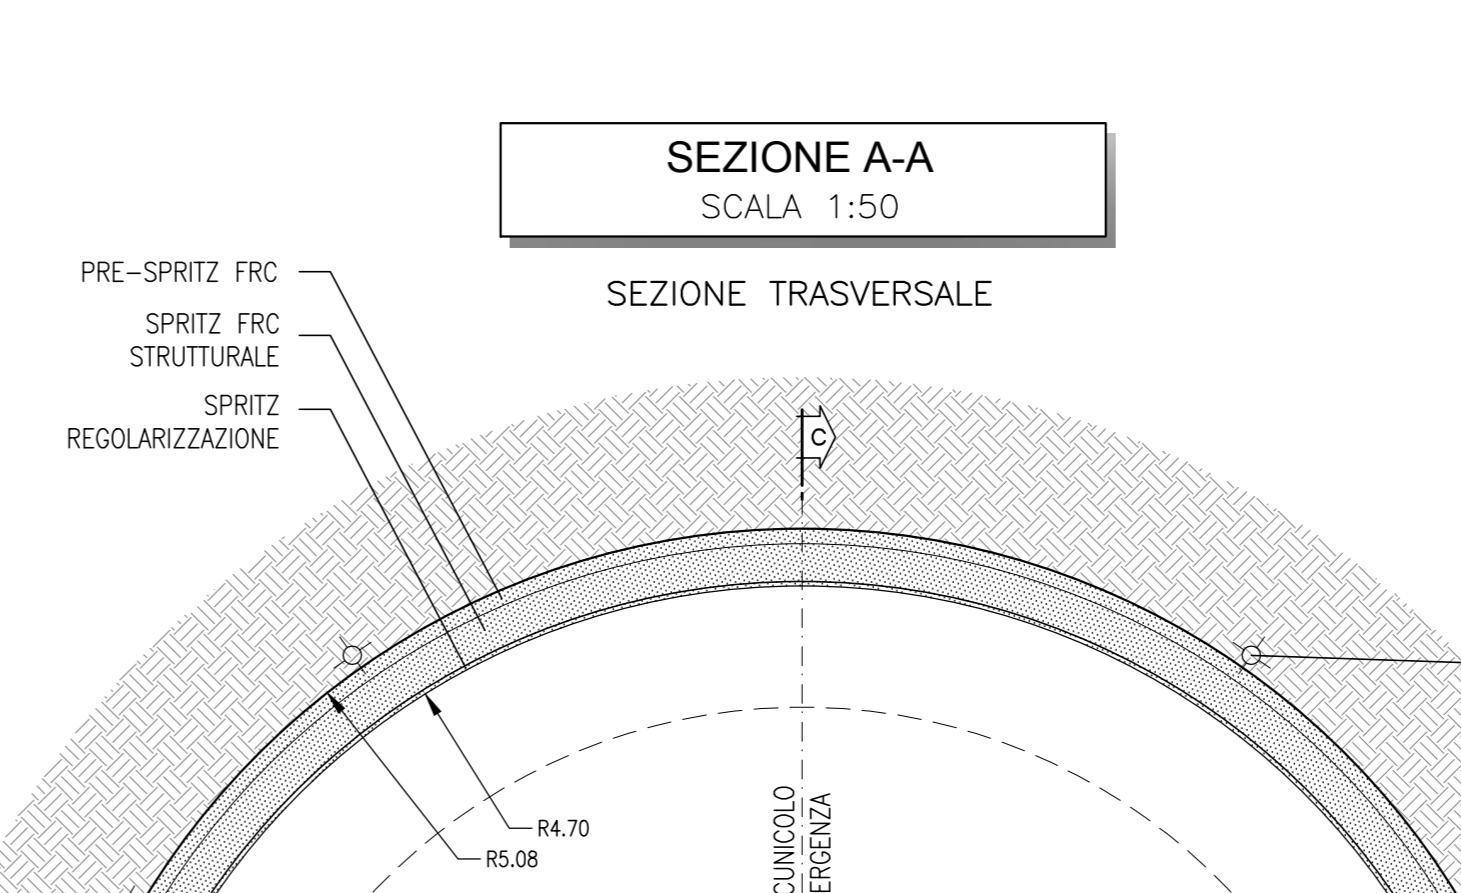 SEZIONE A-A
SCALA 1:50
SEZIONE TRASVERSALE
PRE-SPRITZ FRC
SPRITZ FRC
STRUTTURALE
SPRITZ
REGOLARIZZAZIONE
C
R4.70
R5.08
CUNICOLO
ERGENZA